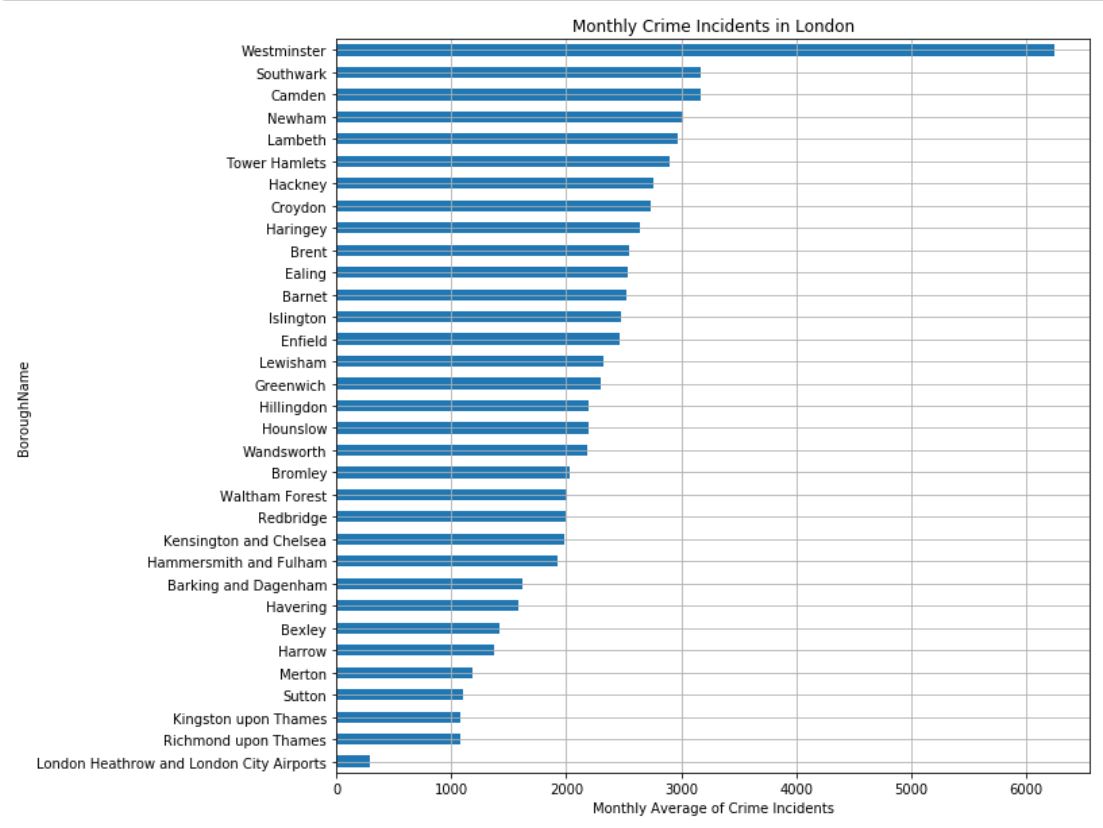 Monthly Crime Incidents in London
Westminster
Southwark
Camden
Newham
Lambeth
Tower Hamlets
Hackney
Croydon
Haringey
Brent
Ealing
Barnet
Islington
Enfield
Lewisham
Greenwich
Hillingdon
Hounslow
Wandsworth
Bromley
Waltham Forest
Redbridge
Kensington and Chelsea
Hammersmith and Fulham
Barking and Dagenham
Havering
Bexley
Harrow
Merton
Sutton
Kingston upon Thames
Richmond upon Thames
London Heathrow and London City Airports
BoroughName
0 1000 2000 3000 4000 5000 6000
Monthly Average of Crime Incidents